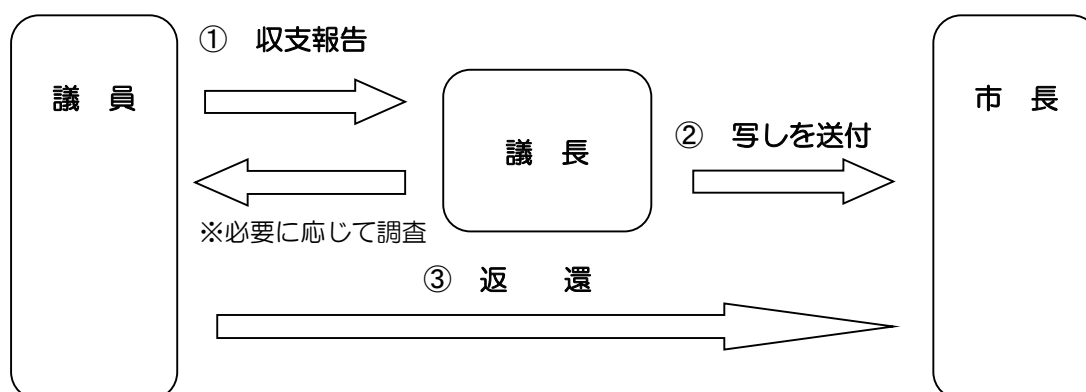 ① 収支報告
議 員
議 長
市 長
② 写しを送付
※必要に応じて調査
③ 返 還